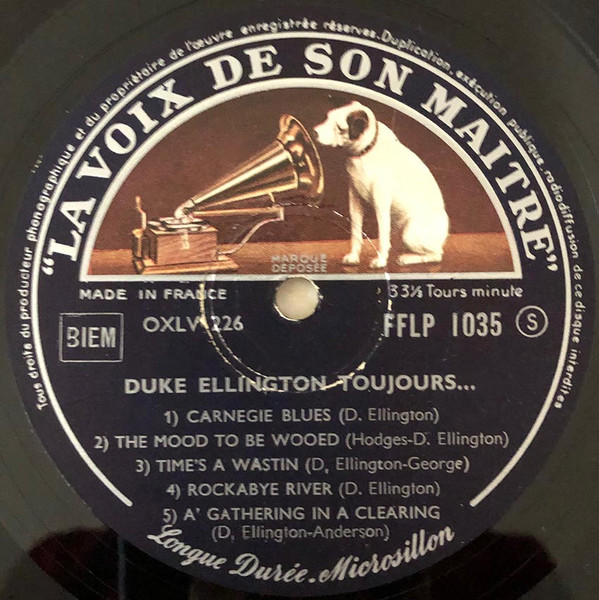 Tous droits du producteur phonographique et du propriétaire de l'œuvre enregistrée réservés. Duplication, exécution publique, radiodiffusion de ce disque interdites
"LA VOIX DE SON MAITRE"
MARQUE
DÉPOSÉE
MADE IN FRANCE
33⅓ Tours minute
BIEM
OXLV 226
FFLP 1035 S
DUKE ELLINGTON TOUJOURS...
1) CARNEGIE BLUES (D. Ellington)
2) THE MOOD TO BE WOOED (Hodges-D. Ellington)
3) TIME'S A WASTIN (D, Ellington-George)
4) ROCKABYE RIVER (D. Ellington)
5) A' GATHERING IN A CLEARING
(D, Ellington-Anderson)
Longue Durée. Microsillon